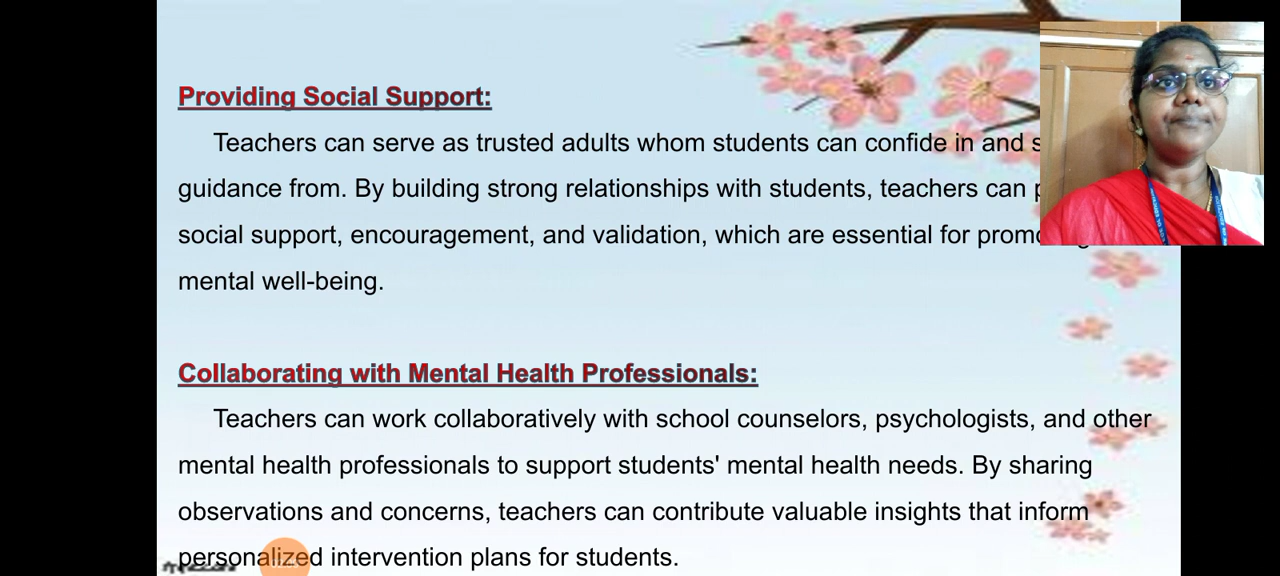 Providing Social Support:
Teachers can serve as trusted adults whom students can confide in and
guidance from. By building strong relationships with students, teachers can
social support, encouragement, and validation, which are essential for
mental well-being.
Collaborating with Mental Health Professionals:
Teachers can work collaboratively with school counselors, psychologists, and other
mental health professionals to support students' mental health needs. By sharing
observations and concerns, teachers can contribute valuable insights that inform
personalized intervention plans for students.